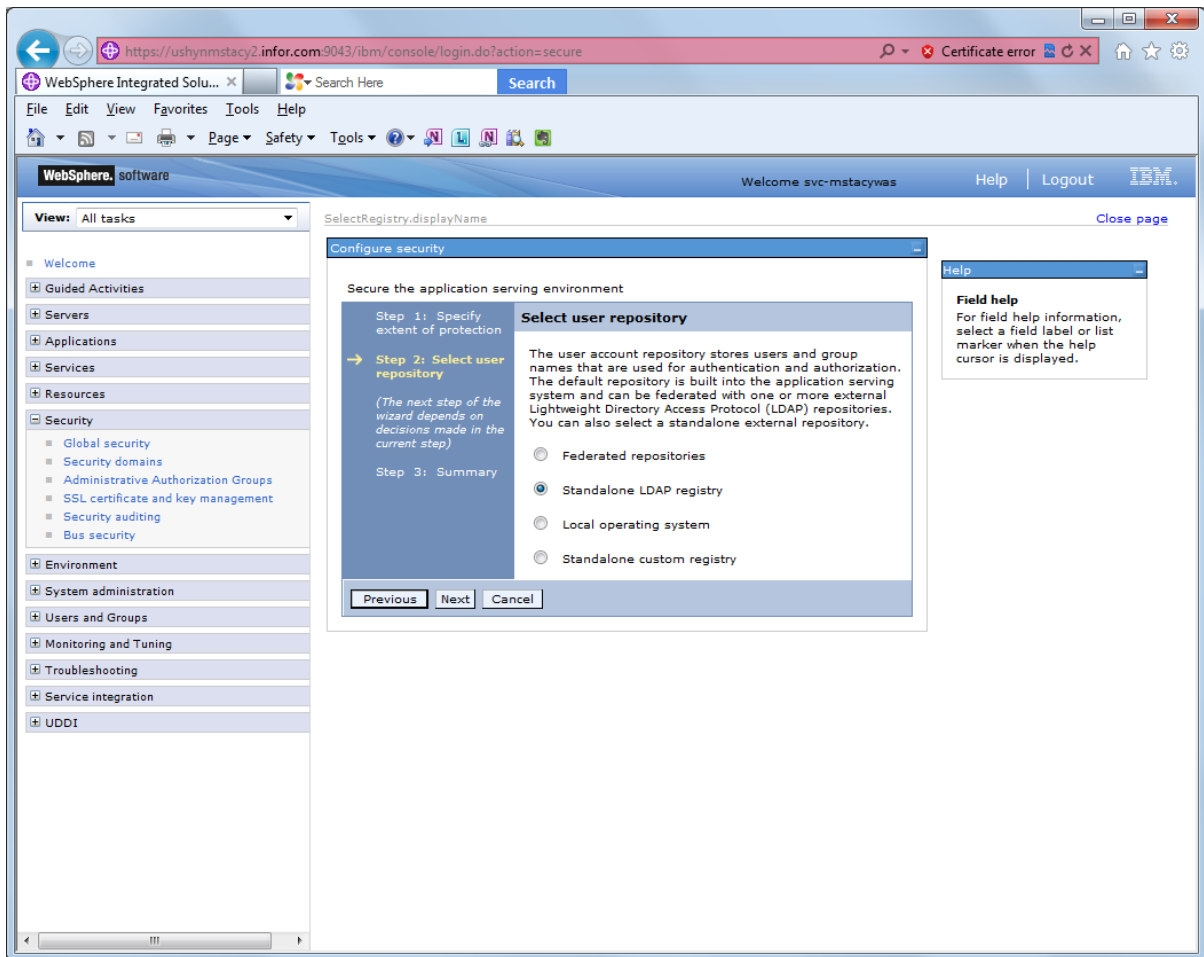 https://ushynmstacy2.infor.com:9043/ibm/console/login.do?action=secure
Certificate error
WebSphere Integrated Solu...
Search Here
Search
File Edit View Favorites Tools Help
Page Safety Tools
WebSphere. software
Welcome svc-mstacywas
Help | Logout
IBM.
View: All tasks
Welcome
Guided Activities
Servers
Applications
Services
Resources
Security
Global security
Security domains
Administrative Authorization Groups
SSL certificate and key management
Security auditing
Bus security
Environment
System administration
Users and Groups
Monitoring and Tuning
Troubleshooting
Service integration
UDDI
SelectRegistry.displayName
Close page
Configure security
Secure the application serving environment
Step 1: Specify
extent of protection
Step 2: Select user
repository
(The next step of the
wizard depends on
decisions made in the
current step)
Step 3: Summary
Select user repository
The user account repository stores users and group
names that are used for authentication and authorization.
The default repository is built into the application serving
system and can be federated with one or more external
Lightweight Directory Access Protocol (LDAP) repositories.
You can also select a standalone external repository.
Federated repositories
Standalone LDAP registry
Local operating system
Standalone custom registry
Previous Next Cancel
Help
Field help
For field help information,
select a field label or list
marker when the help
cursor is displayed.